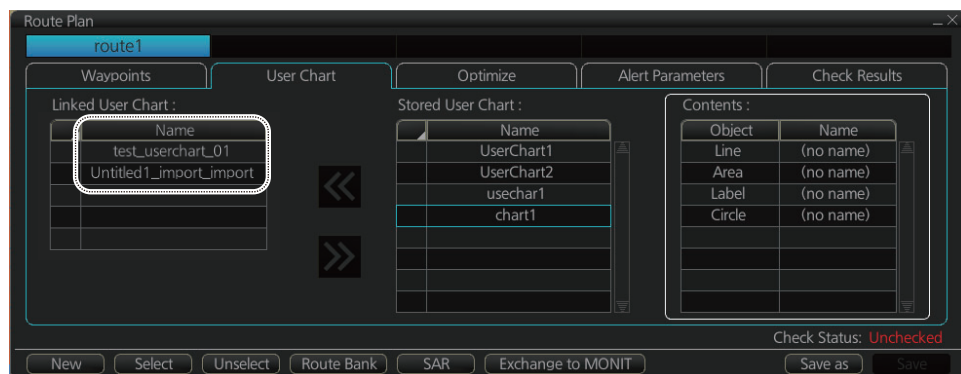 Route Plan
route1
Waypoints User Chart Optimize Alert Parameters Check Results
Linked User Chart : Stored User Chart : Contents :
Name Name Object Name
test_userchart_01 UserChart1 Line (no name)
Untitled1_import_import UserChart2 Area (no name)
usechar1 Label (no name)
chart1 Circle (no name)
Check Status: Unchecked
New Select Unselect Route Bank SAR Exchange to MONIT Save as Save